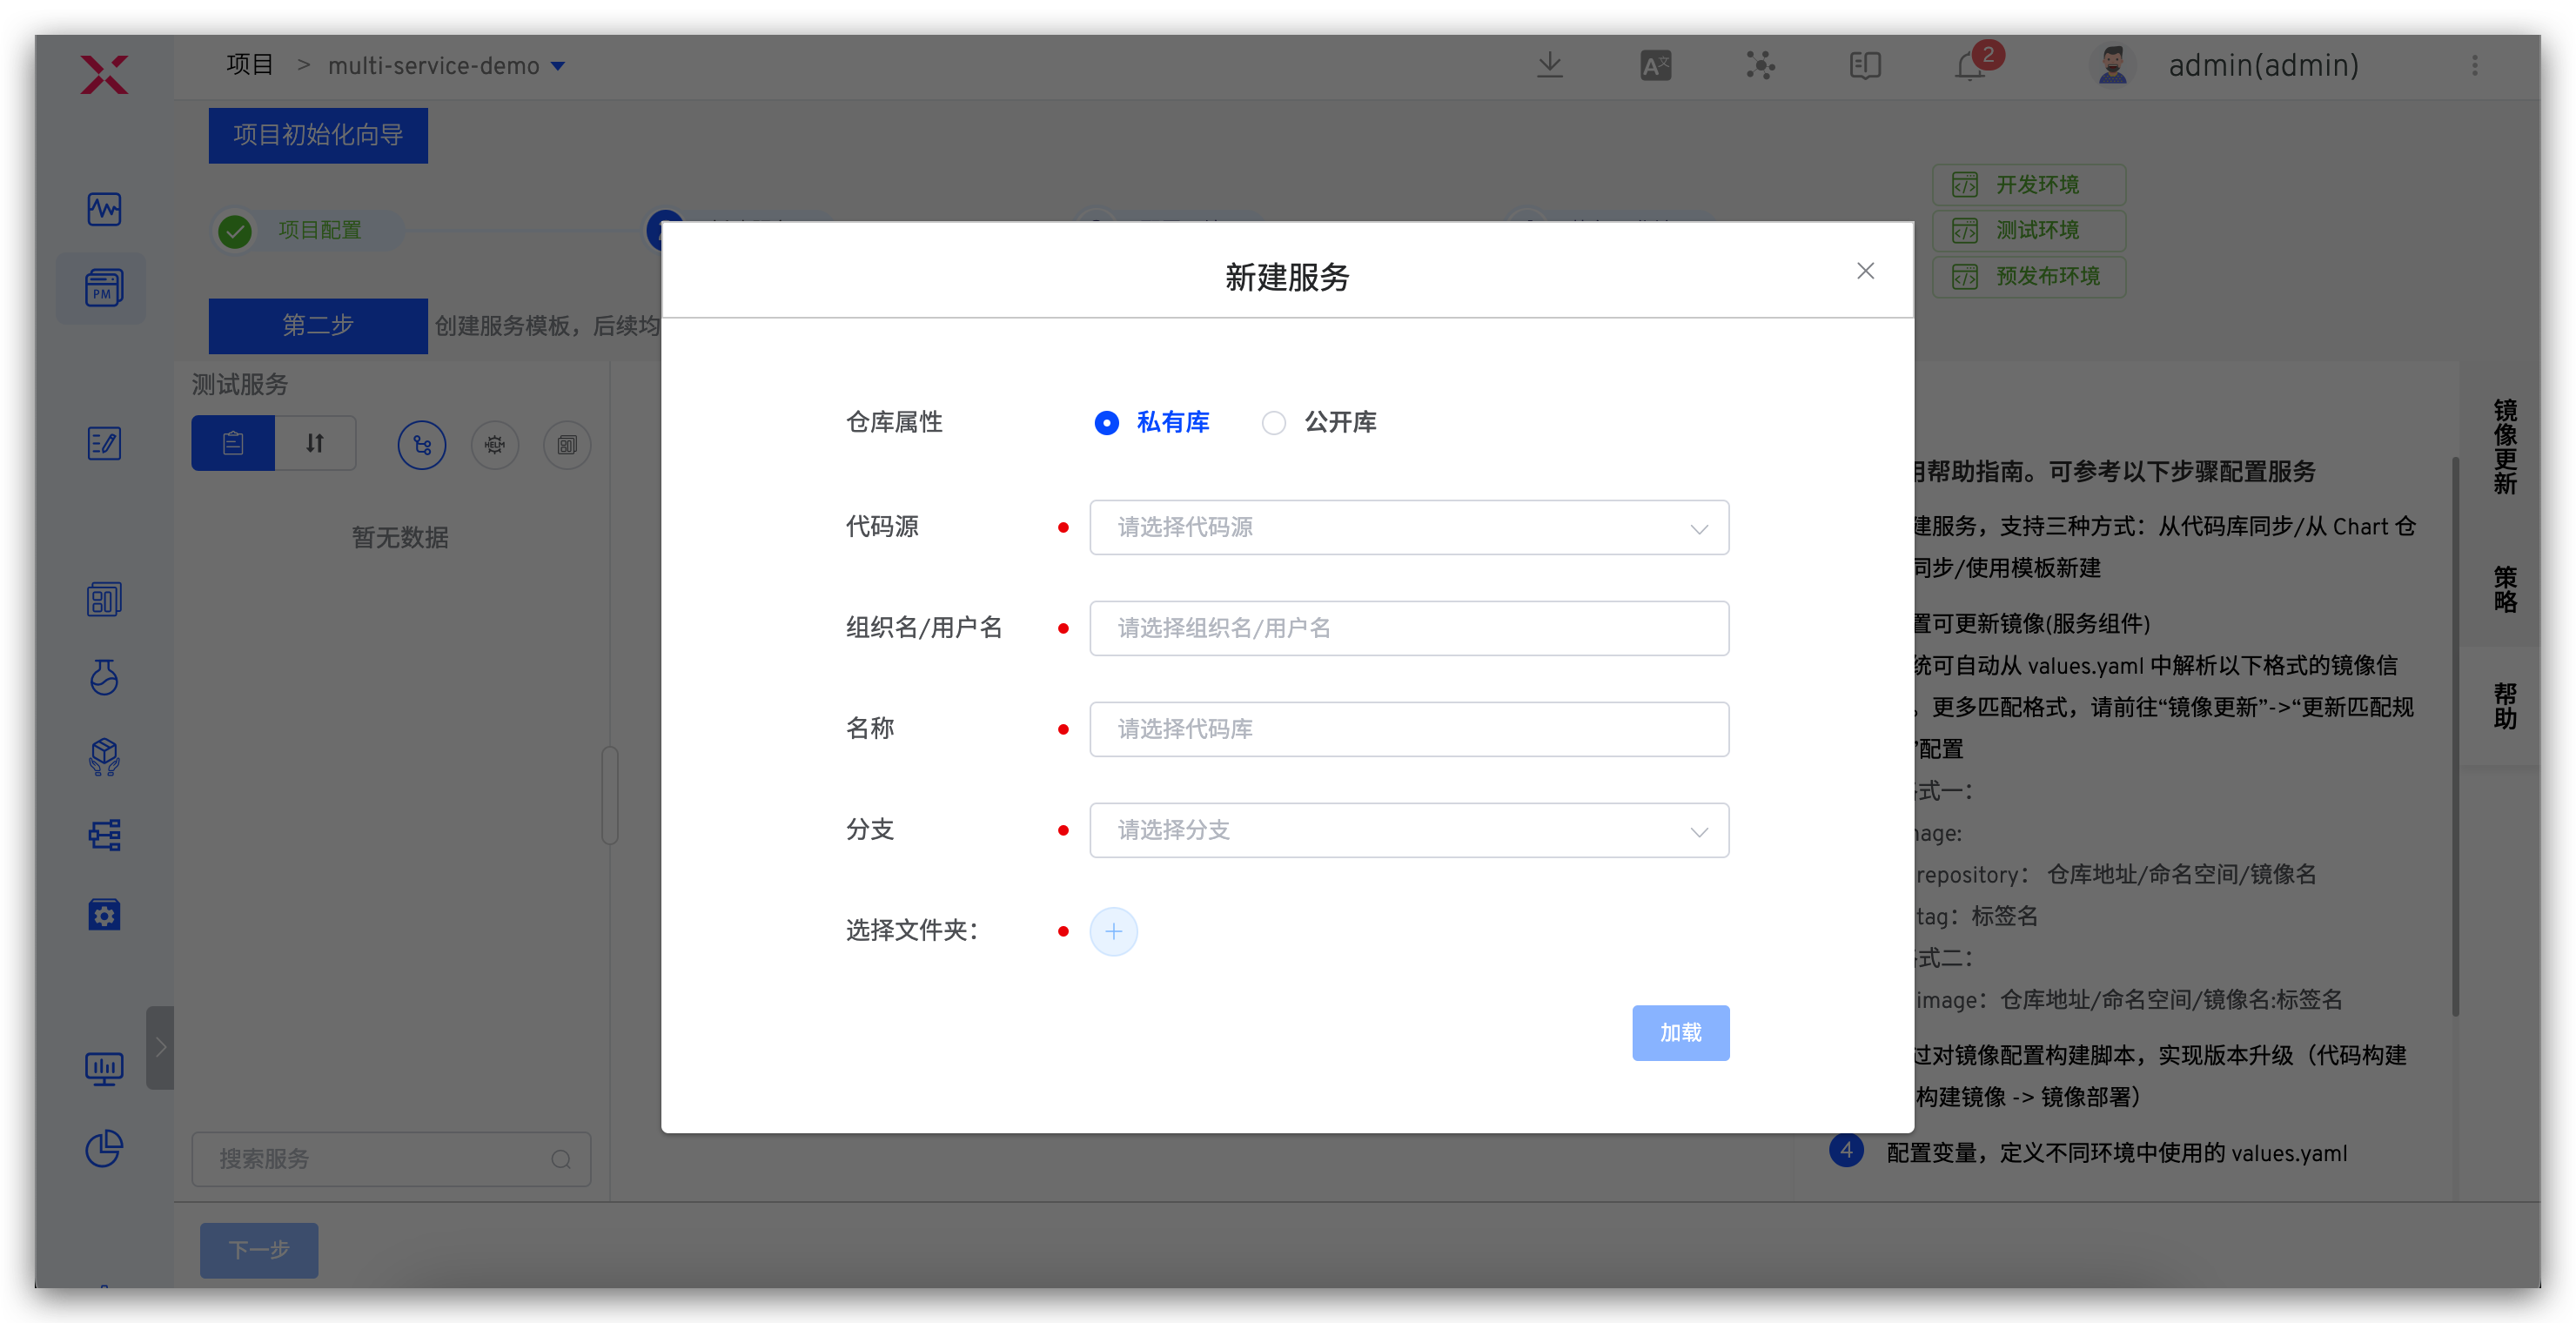 项目 > multi-service-demo
2
admin(admin)
项目初始化向导
项目配置
开发环境
测试环境
预发布环境
第二步
创建服务模板，后续均
测试服务
HELM
暂无数据
搜索服务
下一步
PM
新建服务
仓库属性
私有库
公开库
代码源
请选择代码源
组织名/用户名
请选择组织名/用户名
名称
请选择代码库
分支
请选择分支
选择文件夹：
加载
帮助指南。可参考以下步骤配置服务
建服务，支持三种方式：从代码库同步/从 Chart 仓
同步/使用模板新建
置可更新镜像(服务组件)
统可自动从 values.yaml 中解析以下格式的镜像信
，更多匹配格式，请前往“镜像更新”->“更新匹配规
”配置
式一：
age:
repository： 仓库地址/命名空间/镜像名
tag：标签名
式二：
image：仓库地址/命名空间/镜像名:标签名
过对镜像配置构建脚本，实现版本升级（代码构建
构建镜像 -> 镜像部署）
4 配置变量，定义不同环境中使用的 values.yaml
镜像更新
策略
帮助